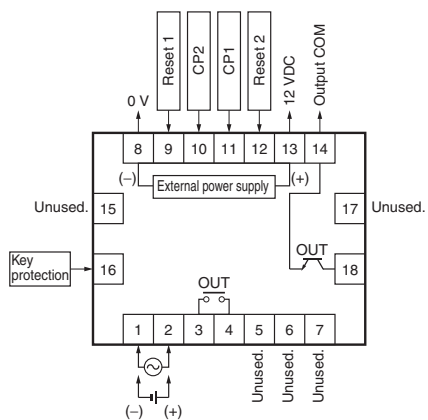 Reset 1
CP2
CP1
Reset 2
12 VDC
Output COM
0 V
8 9 10 11 12 13 14
(−) External power supply (+)
Unused. 15
17 Unused.
Key
protection
16
OUT
18
OUT
1 2 3 4 5 6 7
Unused.
Unused.
Unused.
(−) (+)